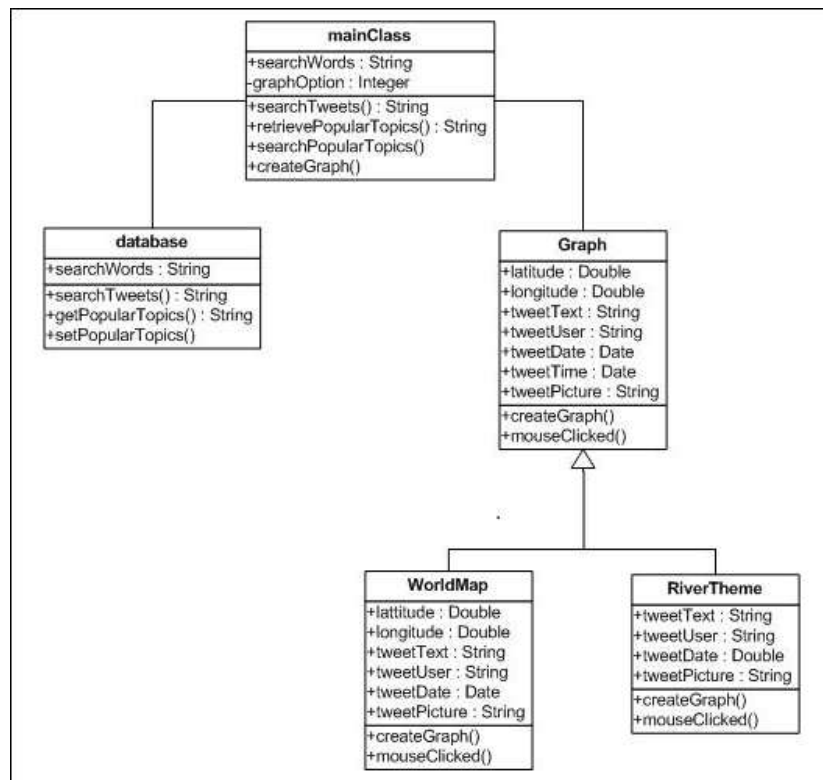 mainClass
+searchWords : String
-graphOption : Integer
+searchTweets() : String
+retrievePopularTopics() : String
+searchPopularTopics()
+createGraph()
database
+searchWords : String
+searchTweets() : String
+getPopularTopics() : String
+setPopularTopics()
Graph
+latitude : Double
+longitude : Double
+tweetText : String
+tweetUser : String
+tweetDate : Date
+tweetTime : Date
+tweetPicture : String
+createGraph()
+mouseClicked()
WorldMap
+lattitude : Double
+longitude : Double
+tweetText : String
+tweetUser : String
+tweetDate : Date
+tweetPicture : String
+createGraph()
+mouseClicked()
RiverTheme
+tweetText : String
+tweetUser : String
+tweetDate : Double
+tweetPicture : String
+createGraph()
+mouseClicked()